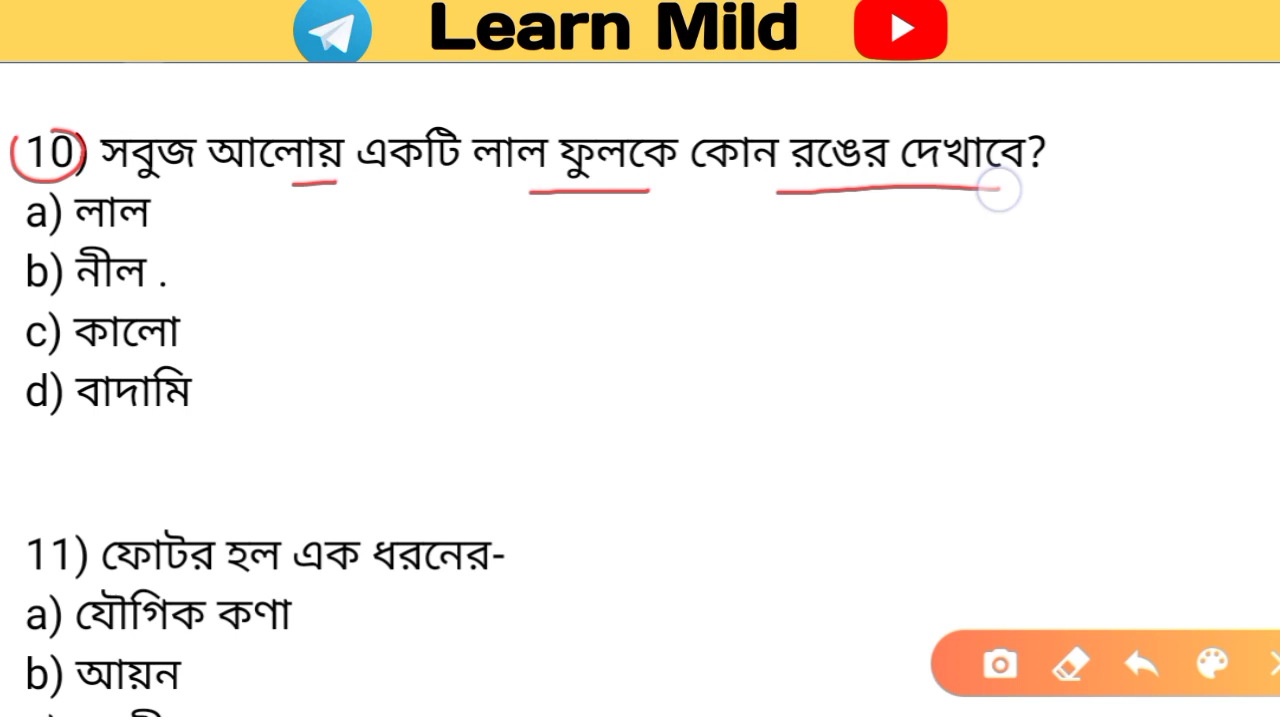 Learn Mild
10) সবুজ আলোয় একটি লাল ফুলকে কোন রঙের দেখাবে?
a) লাল
b) নীল .
c) কালো
d) বাদামি
11) ফোটর হল এক ধরনের-
a) যৌগিক কণা
b) আয়ন